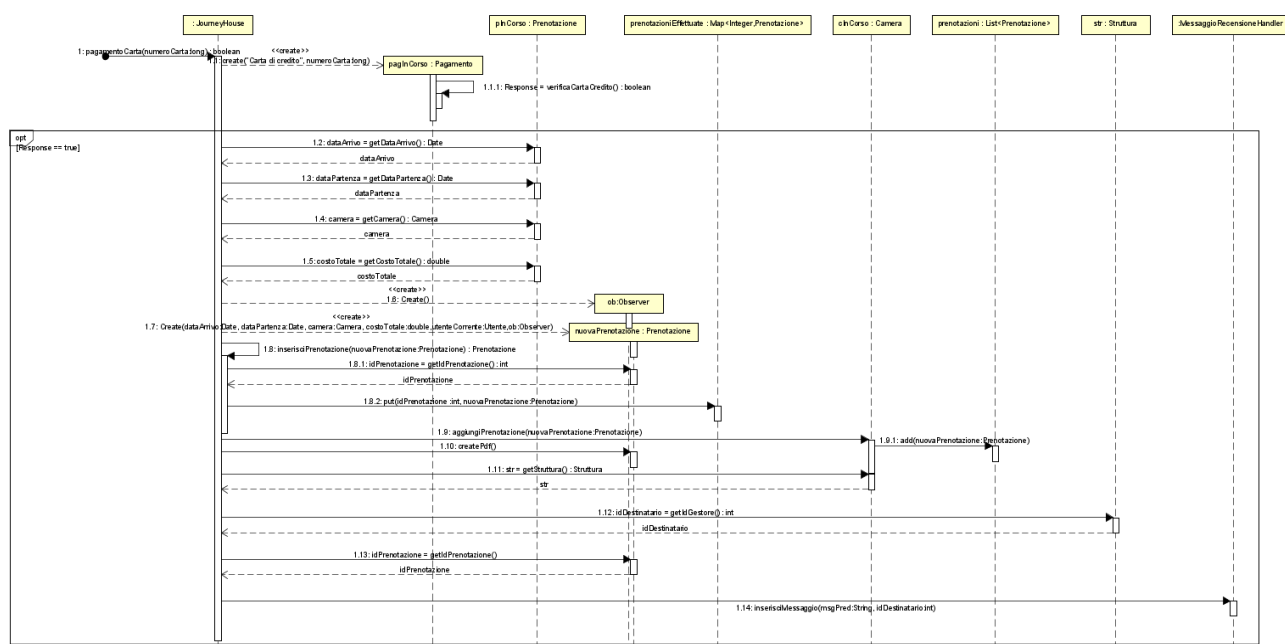 : JourneyHouse
pInCorso : Prenotazione
prenotazioniEffettuate : Map<Integer,Prenotazione>
cInCorso : Camera
prenotazioni : List<Prenotazione>
str : Struttura
:MessaggioRecensioneHandler
1: pagamentoCarta(numeroCarta:long) : boolean
<<create>>
1.1: create("Carta di credito", numeroCarta:long)
pagInCorso : Pagamento
1.1.1: Response = verificaCartaCredito() : boolean
opt
[Response == true]
1.2: dataArrivo = getDataArrivo() : Date
dataArrivo
1.3: dataPartenza = getDataPartenza() : Date
dataPartenza
1.4: camera = getCamera() : Camera
camera
1.5: costoTotale = getCostoTotale() : double
costoTotale
<<create>>
1.6: Create()
ob:Observer
<<create>>
1.7: Create(dataArrivo:Date, dataPartenza:Date, camera:Camera, costoTotale:double,utenteCorrente:Utente,ob:Observer)
nuovaPrenotazione : Prenotazione
1.8: inserisciPrenotazione(nuovaPrenotazione:Prenotazione) : Prenotazione
1.8.1: idPrenotazione = getIdPrenotazione() : int
idPrenotazione
1.8.2: put(idPrenotazione :int, nuovaPrenotazione:Prenotazione)
1.9: aggiungiPrenotazione(nuovaPrenotazione:Prenotazione)
1.9.1: add(nuovaPrenotazione:Prenotazione)
1.10: createPdf()
1.11: str = getStruttura() : Struttura
str
1.12: idDestinatario = getIdGestore() : int
idDestinatario
1.13: idPrenotazione = getIdPrenotazione()
idPrenotazione
1.14: inserisciMessaggio(msgPred:String, idDestinatario:int)